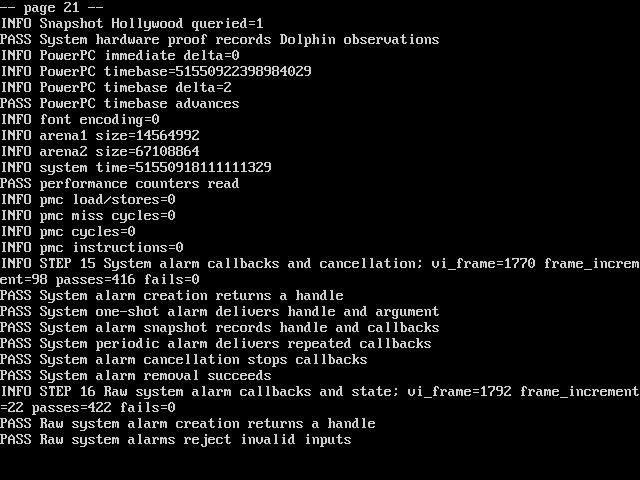 -- page 21 --
INFO Snapshot Hollywood queried=1
PASS System hardware proof records Dolphin observations
INFO PowerPC immediate delta=0
INFO PowerPC timebase=51550922398984029
INFO PowerPC timebase delta=2
PASS PowerPC timebase advances
INFO font encoding=0
INFO arena1 size=14564992
INFO arena2 size=67108864
INFO system time=51550918111111329
PASS performance counters read
INFO pmc load/stores=0
INFO pmc miss cycles=0
INFO pmc cycles=0
INFO pmc instructions=0
INFO STEP 15 System alarm callbacks and cancellation; vi_frame=1770 frame_increm
ent=98 passes=416 fails=0
PASS System alarm creation returns a handle
PASS System one-shot alarm delivers handle and argument
PASS System alarm snapshot records handle and callbacks
PASS System periodic alarm delivers repeated callbacks
PASS System alarm cancellation stops callbacks
PASS System alarm removal succeeds
INFO STEP 16 Raw system alarm callbacks and state; vi_frame=1792 frame_increment
=22 passes=422 fails=0
PASS Raw system alarm creation returns a handle
PASS Raw system alarms reject invalid inputs